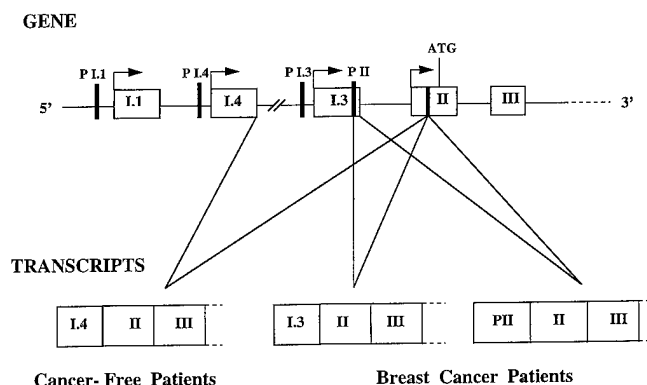 GENE
ATG
P I.1 P I.4 P I.3 P II
5' I.1 I.4 I.3 II III 3'
TRANSCRIPTS
I.4 II III I.3 II III PII II III
Cancer- Free Patients Breast Cancer Patients